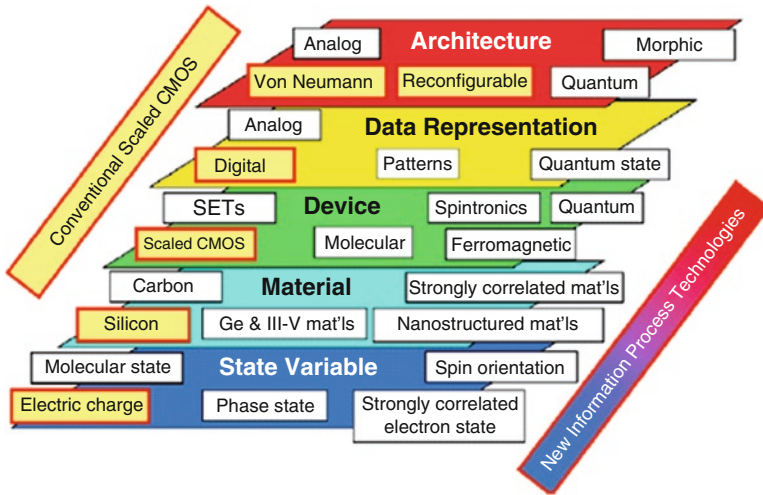 Conventional Scaled CMOS
Analog
Architecture
Morphic
Von Neumann
Reconfigurable
Quantum
Analog
Data Representation
Digital
Patterns
Quantum state
SETs
Device
Spintronics
Quantum
Scaled CMOS
Molecular
Ferromagnetic
Carbon
Material
Strongly correlated mat'ls
Silicon
Ge & III-V mat'ls
Nanostructured mat'ls
Molecular state
State Variable
Spin orientation
Electric charge
Phase state
Strongly correlated
electron state
New Information Process Technologies